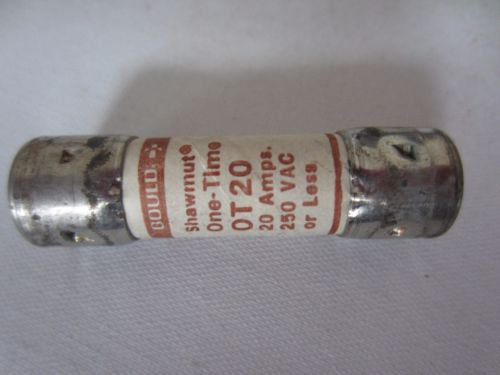 GOULD
Shawmut®
One-Time
OT 20
20 Amps.
250 VAC
or Less